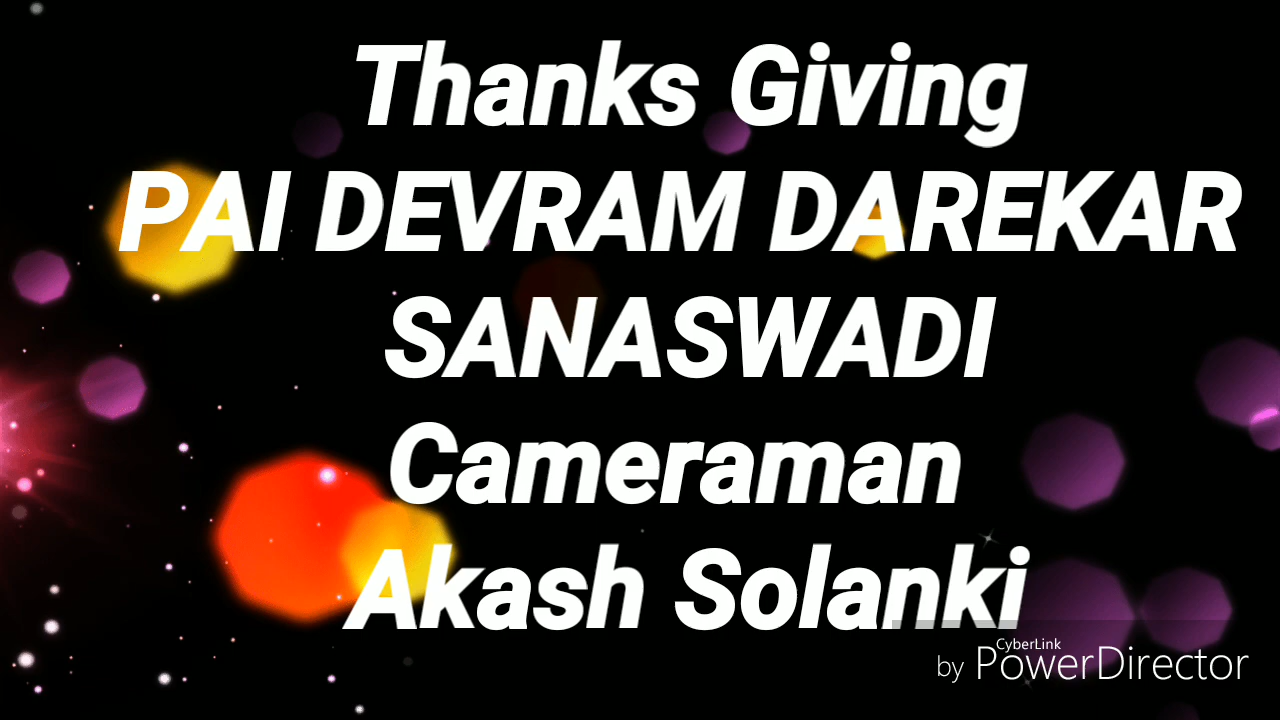 Thanks Giving
PAI DEVRAM DAREKAR
SANASWADI
Cameraman
Akash Solanki
CyberLink
by PowerDirector